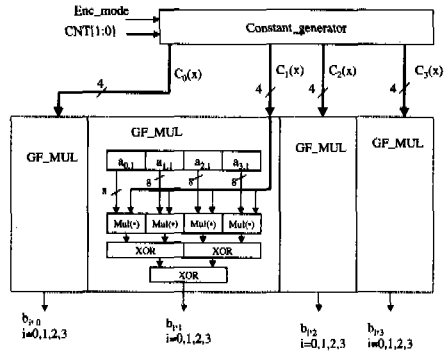 Enc_mode
CNT[1:0]
Constant_generator
C0(x)
C1(x)
C2(x)
C3(x)
4
4
4
4
GF_MUL
GF_MUL
GF_MUL
GF_MUL
a0,1 a1,1 a2,1 a3,1
8 8 8 8
Mul(•) Mul(•) Mul(•) Mul(•)
XOR XOR
XOR
bi,0
i=0,1,2,3
bi,1
i=0,1,2,3
bi,2
i=0,1,2,3
bi,3
i=0,1,2,3